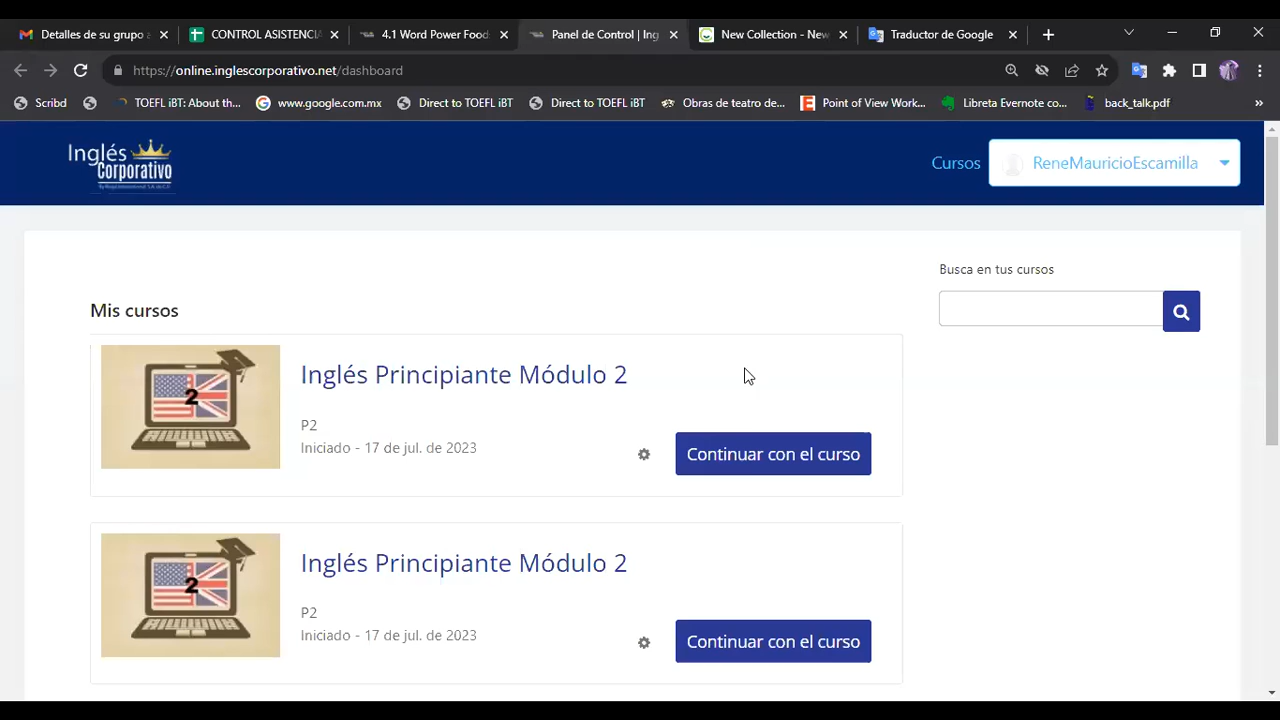 Detalles de su grupo
CONTROL ASISTENCIA
4.1 Word Power Food
Panel de Control | Ing
New Collection - New
Traductor de Google
https://online.inglescorporativo.net/dashboard
Scribd
TOEFL iBT: About th...
www.google.com.mx
Direct to TOEFL iBT
Direct to TOEFL iBT
Obras de teatro de...
Point of View Work...
Libreta Evernote co...
back_talk.pdf
»
Inglés
Corporativo
Cursos
ReneMauricioEscamilla
Busca en tus cursos
Mis cursos
2
Inglés Principiante Módulo 2
P2
Iniciado - 17 de jul. de 2023
Continuar con el curso
2
Inglés Principiante Módulo 2
P2
Iniciado - 17 de jul. de 2023
Continuar con el curso